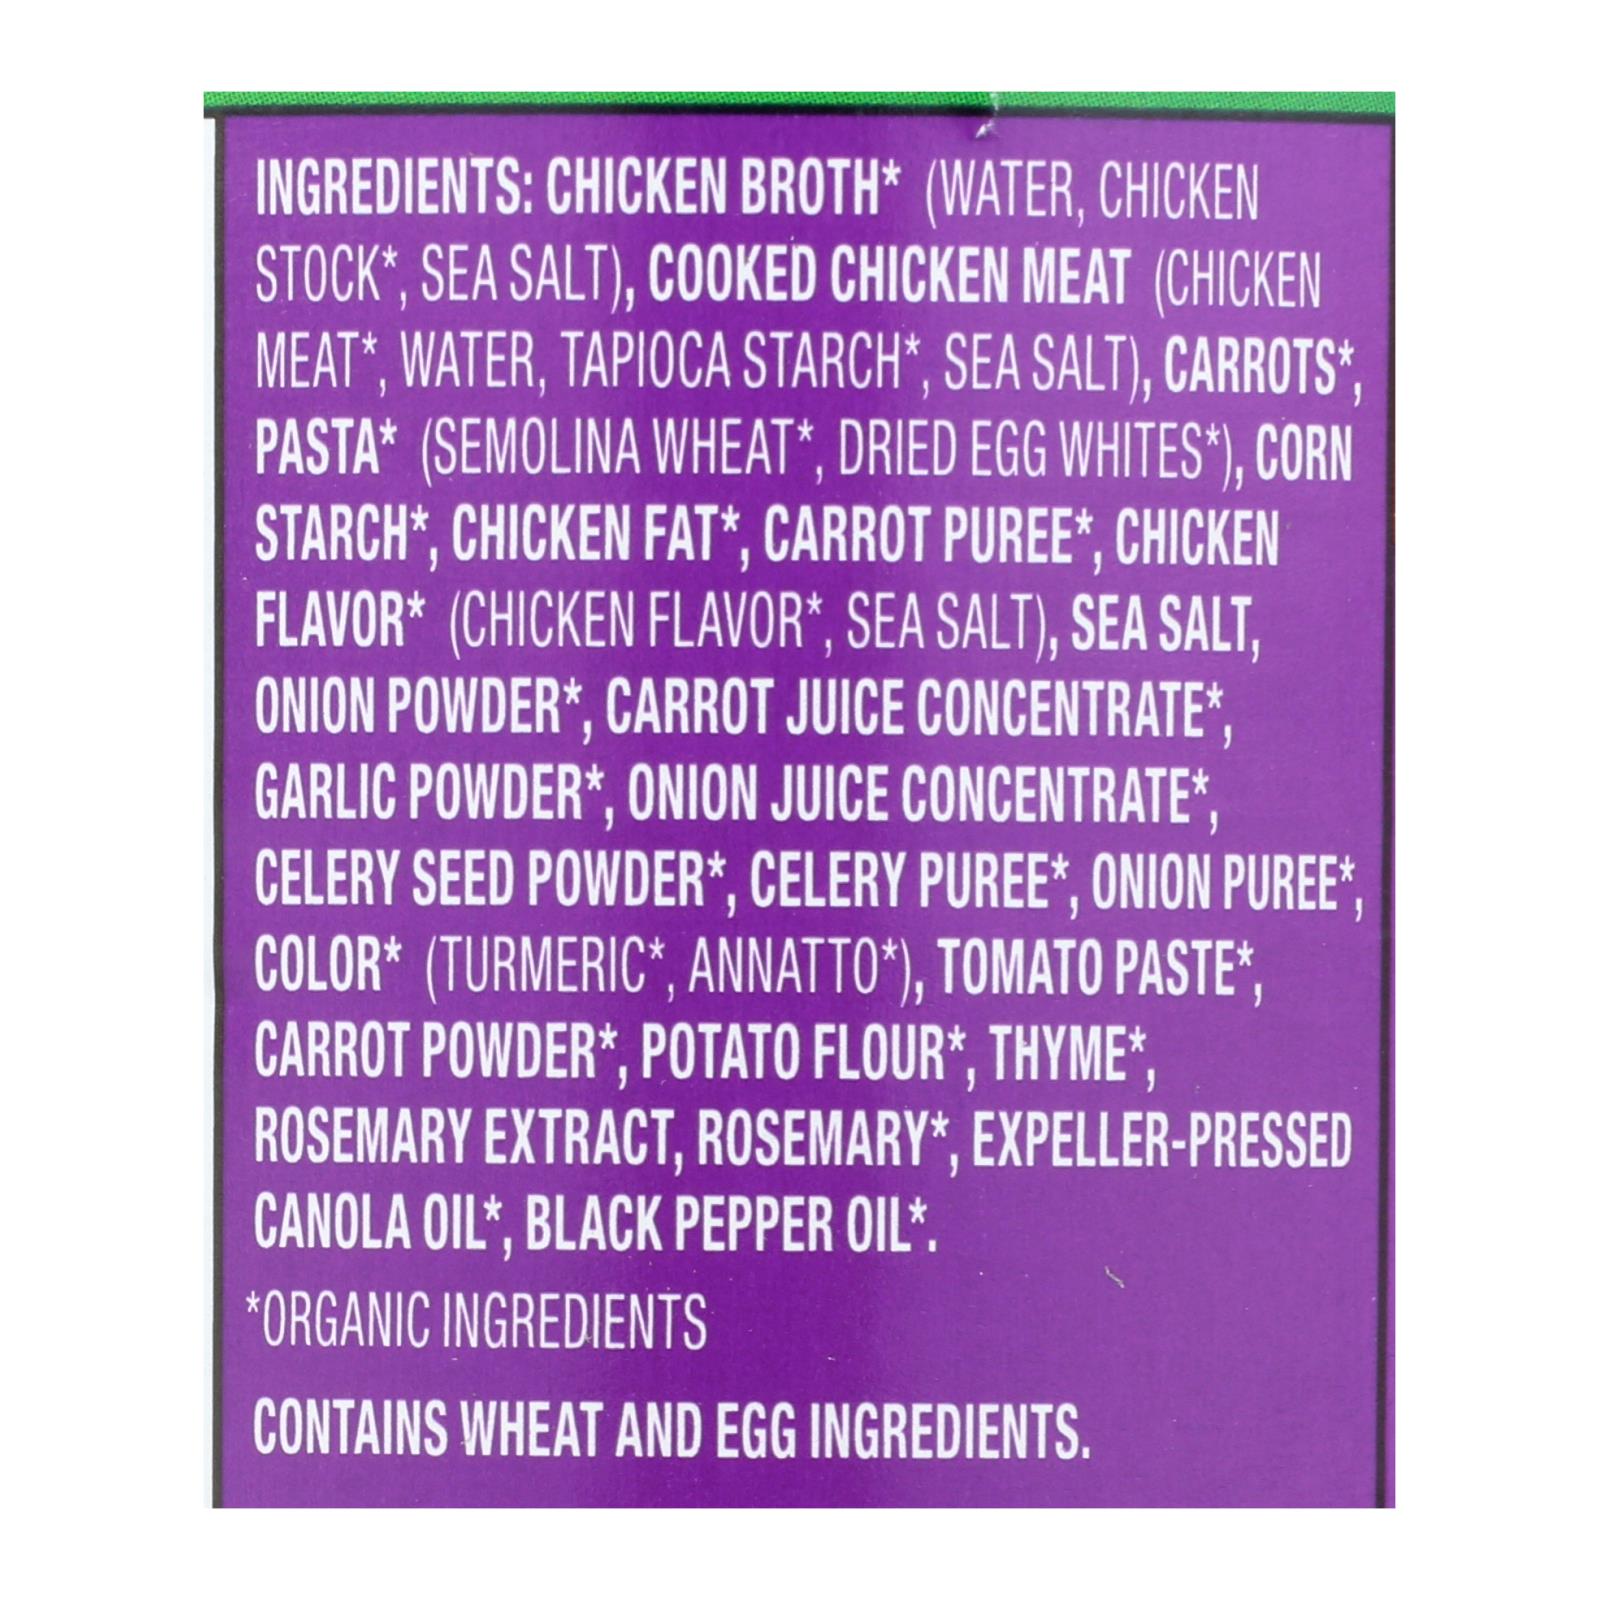 INGREDIENTS: CHICKEN BROTH* (WATER, CHICKEN
STOCK*, SEA SALT), COOKED CHICKEN MEAT (CHICKEN
MEAT*, WATER, TAPIOCA STARCH*, SEA SALT), CARROTS*,
PASTA* (SEMOLINA WHEAT*, DRIED EGG WHITES*), CORN
STARCH*, CHICKEN FAT*, CARROT PUREE*, CHICKEN
FLAVOR* (CHICKEN FLAVOR*, SEA SALT), SEA SALT,
ONION POWDER*, CARROT JUICE CONCENTRATE*,
GARLIC POWDER*, ONION JUICE CONCENTRATE*,
CELERY SEED POWDER*, CELERY PUREE*, ONION PUREE*,
COLOR* (TURMERIC*, ANNATTO*), TOMATO PASTE*,
CARROT POWDER*, POTATO FLOUR*, THYME*,
ROSEMARY EXTRACT, ROSEMARY*, EXPELLER-PRESSED
CANOLA OIL*, BLACK PEPPER OIL*.
*ORGANIC INGREDIENTS
CONTAINS WHEAT AND EGG INGREDIENTS.